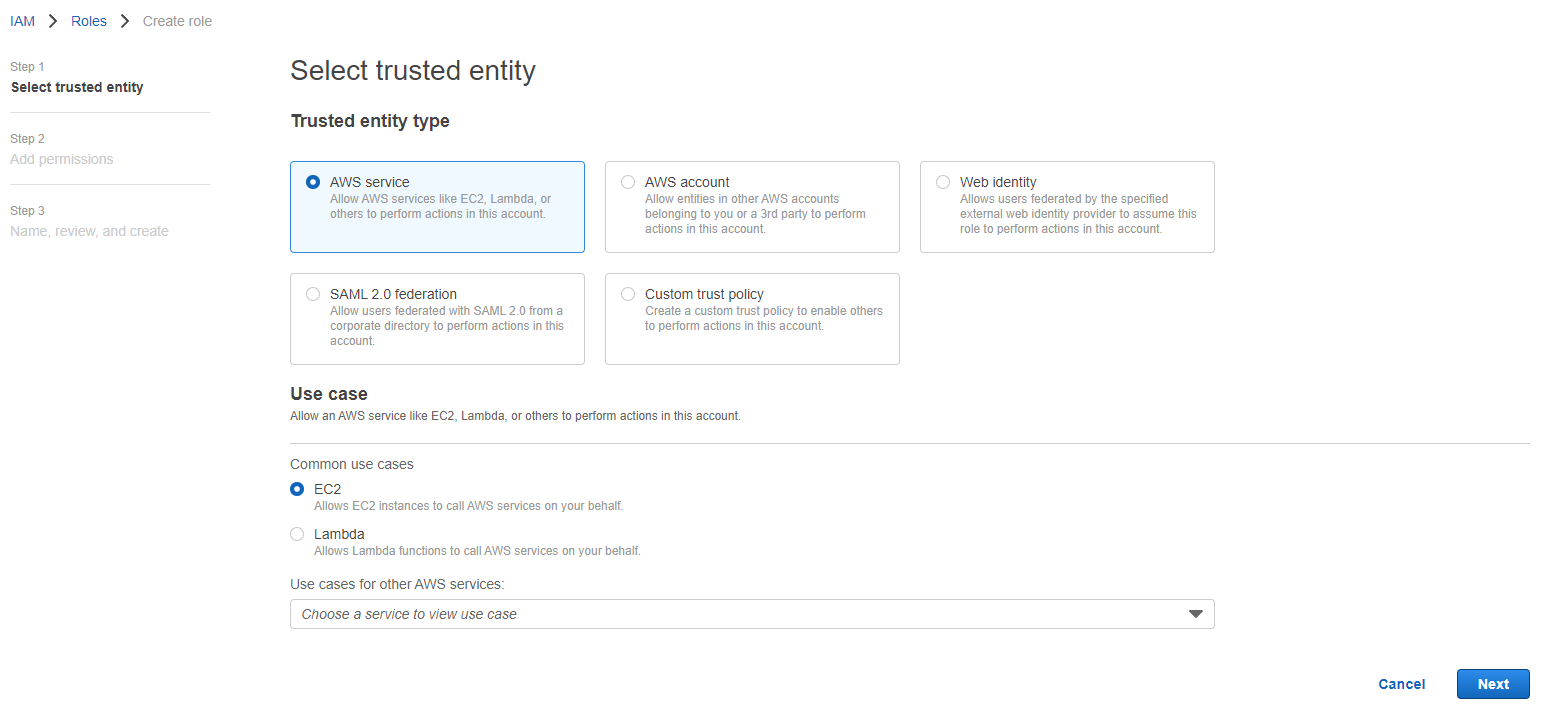 IAM > Roles > Create role
Step 1
Select trusted entity
Step 2
Add permissions
Step 3
Name, review, and create
Select trusted entity
Trusted entity type
AWS service
Allow AWS services like EC2, Lambda, or
others to perform actions in this account.
AWS account
Allow entities in other AWS accounts
belonging to you or a 3rd party to perform
actions in this account.
Web identity
Allows users federated by the specified
external web identity provider to assume this
role to perform actions in this account.
SAML 2.0 federation
Allow users federated with SAML 2.0 from a
corporate directory to perform actions in this
account.
Custom trust policy
Create a custom trust policy to enable others
to perform actions in this account.
Use case
Allow an AWS service like EC2, Lambda, or others to perform actions in this account.
Common use cases
EC2
Allows EC2 instances to call AWS services on your behalf.
Lambda
Allows Lambda functions to call AWS services on your behalf.
Use cases for other AWS services:
Choose a service to view use case
Cancel
Next